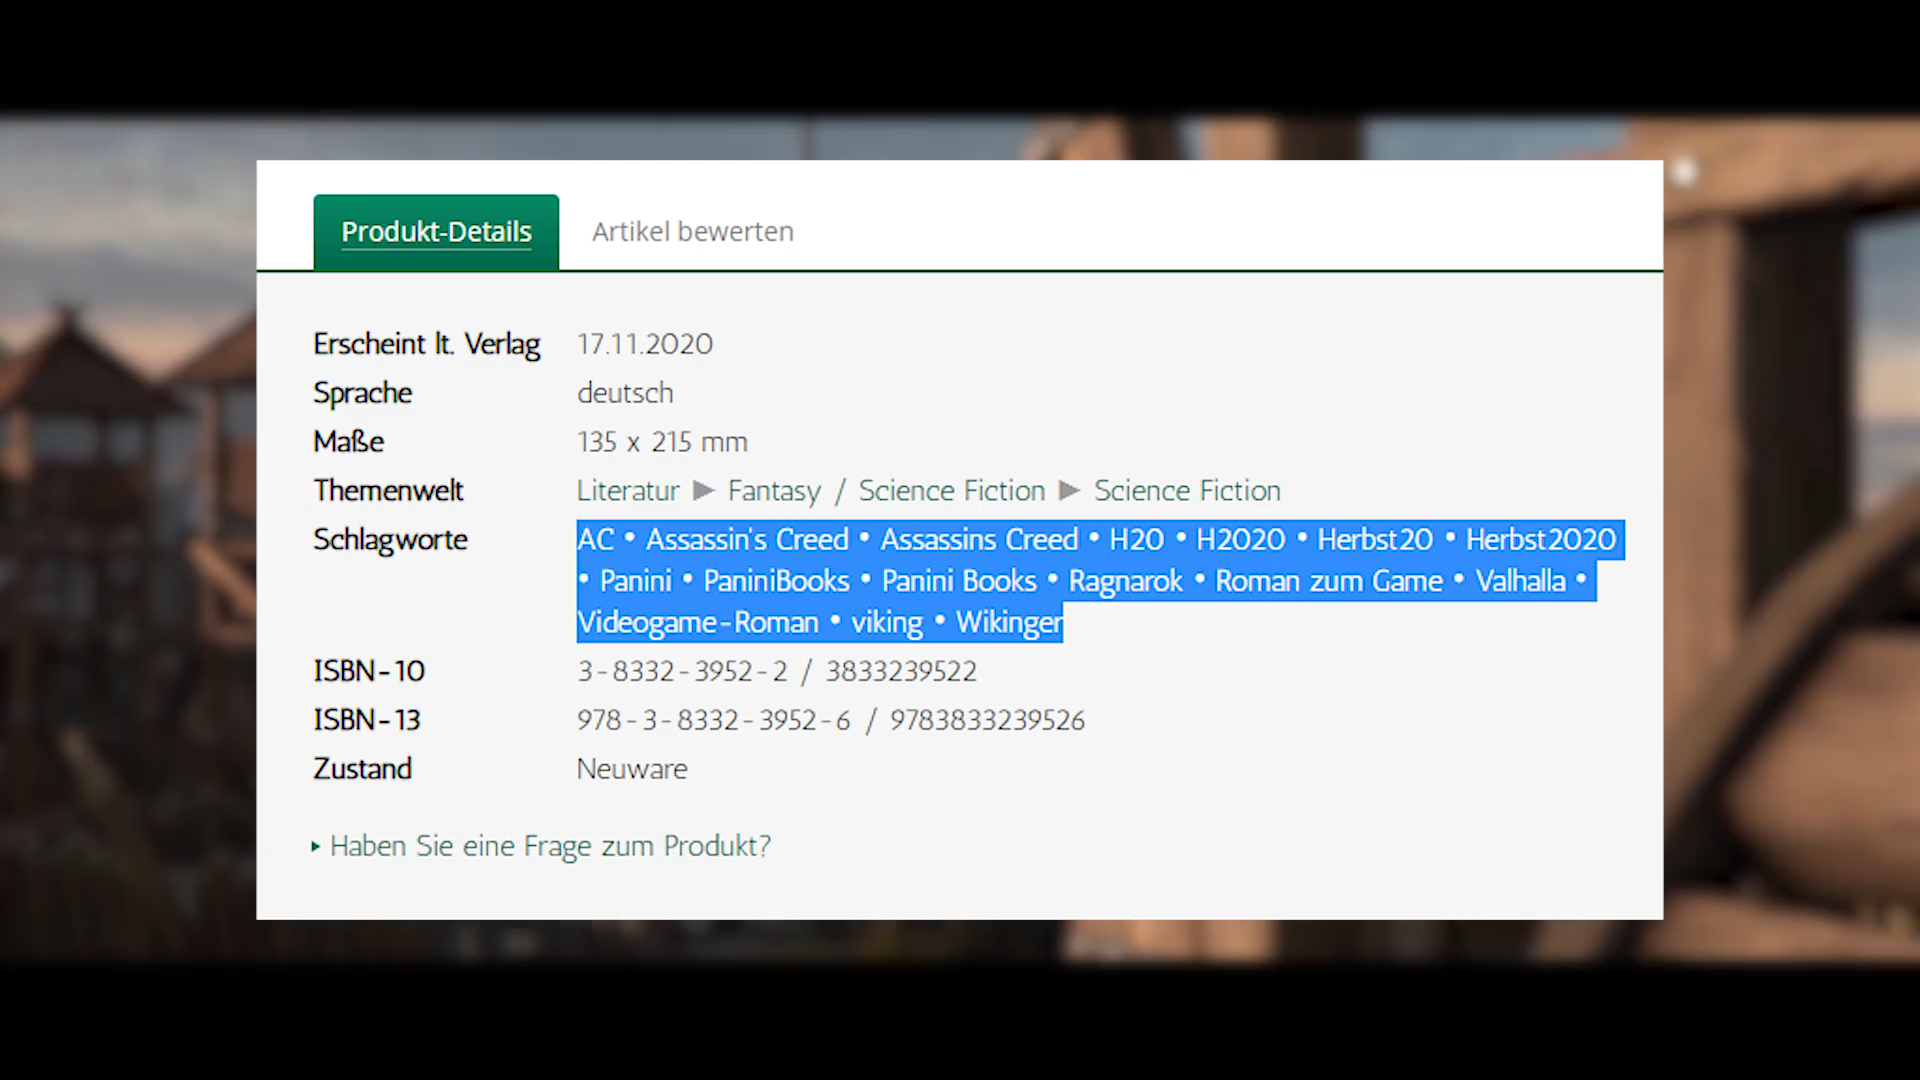 Produkt-Details Artikel bewerten
Erscheint lt. Verlag 17.11.2020
Sprache deutsch
Maße 135 x 215 mm
Themenwelt Literatur ► Fantasy / Science Fiction ► Science Fiction
Schlagworte AC • Assassin's Creed • Assassins Creed • H20 • H2020 • Herbst20 • Herbst2020
• Panini • PaniniBooks • Panini Books • Ragnarok • Roman zum Game • Valhalla •
Videogame-Roman • viking • Wikinger
ISBN-10 3-8332-3952-2 / 3833239522
ISBN-13 978-3-8332-3952-6 / 9783833239526
Zustand Neuware
Haben Sie eine Frage zum Produkt?